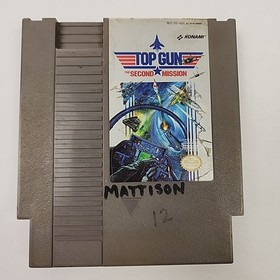 KONAMI
TOP GUN
THE SECOND MISSION
MATTISON
12